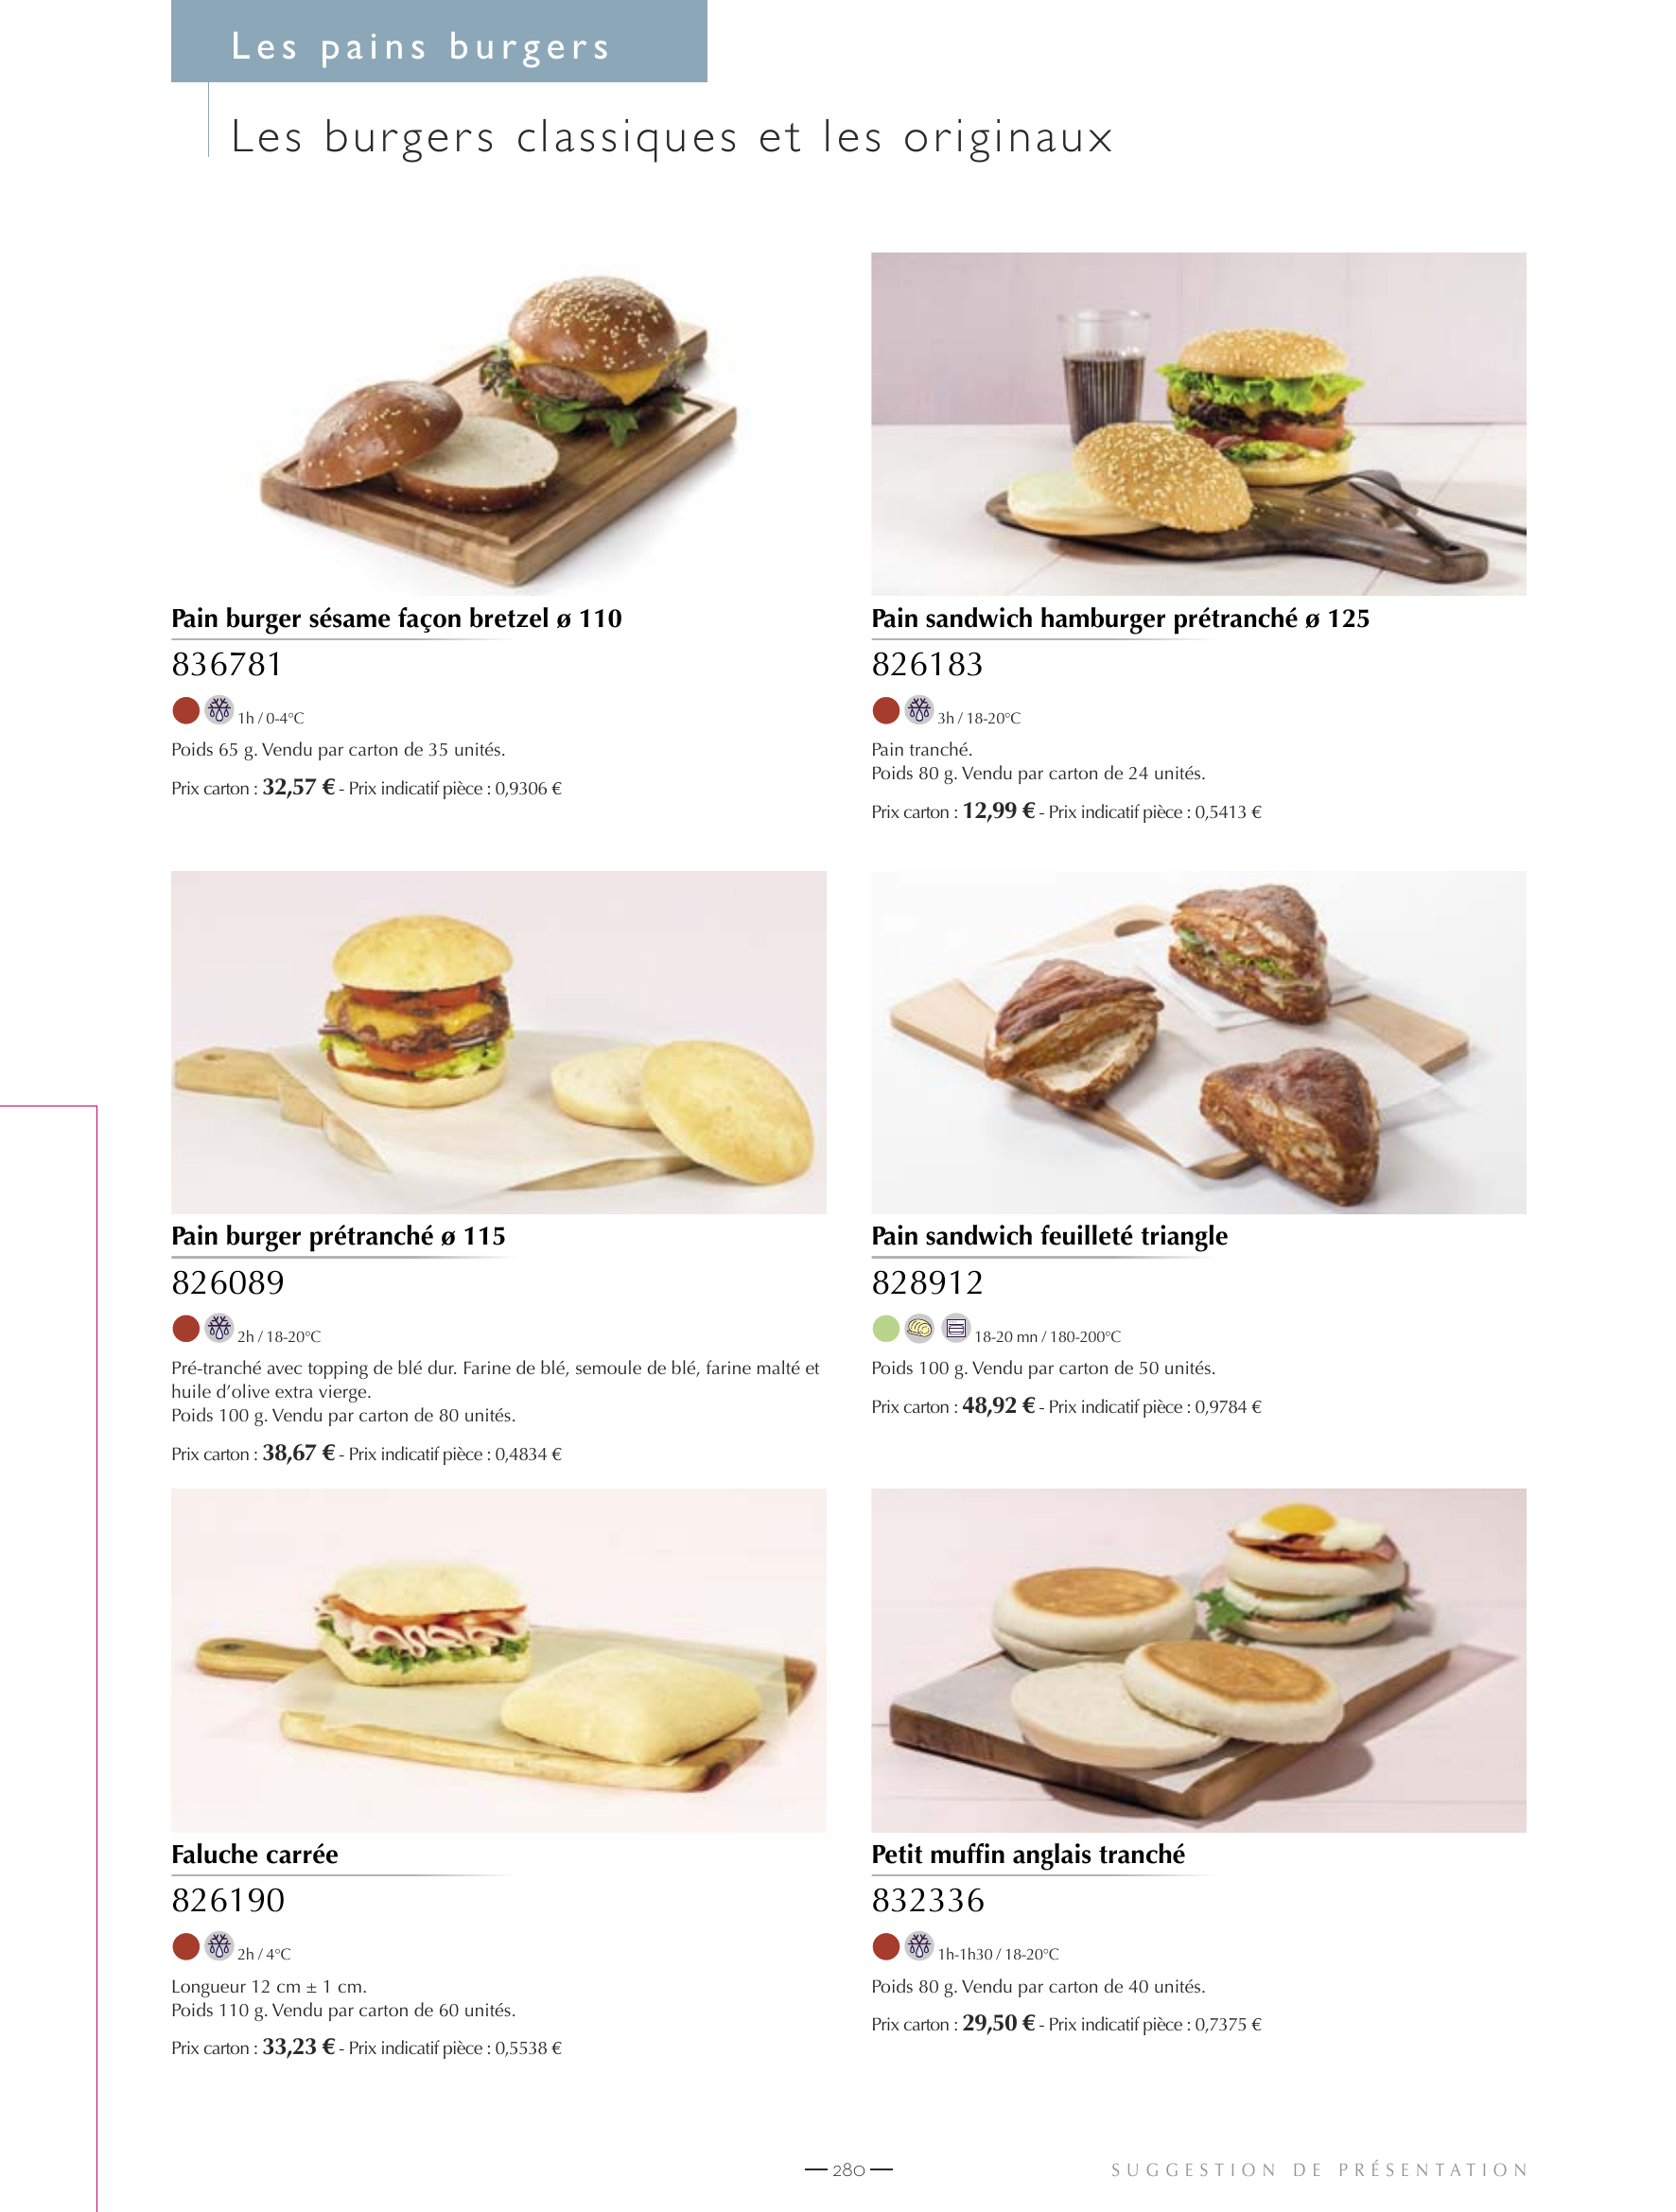 Les pains burgers
Les burgers classiques et les originaux
Pain burger sésame façon bretzel ø 110
836781
1h / 0-4°C
Poids 65 g. Vendu par carton de 35 unités.
Prix carton : 32,57 € - Prix indicatif pièce : 0,9306 €
Pain sandwich hamburger prétranché ø 125
826183
3h / 18-20°C
Pain tranché.
Poids 80 g. Vendu par carton de 24 unités.
Prix carton : 12,99 € - Prix indicatif pièce : 0,5413 €
Pain burger prétranché ø 115
826089
2h / 18-20°C
Pré-tranché avec topping de blé dur. Farine de blé, semoule de blé, farine malté et
huile d’olive extra vierge.
Poids 100 g. Vendu par carton de 80 unités.
Prix carton : 38,67 € - Prix indicatif pièce : 0,4834 €
Pain sandwich feuilleté triangle
828912
18-20 mn / 180-200°C
Poids 100 g. Vendu par carton de 50 unités.
Prix carton : 48,92 € - Prix indicatif pièce : 0,9784 €
Faluche carrée
826190
2h / 4°C
Longueur 12 cm ± 1 cm.
Poids 110 g. Vendu par carton de 60 unités.
Prix carton : 33,23 € - Prix indicatif pièce : 0,5538 €
Petit muffin anglais tranché
832336
1h-1h30 / 18-20°C
Poids 80 g. Vendu par carton de 40 unités.
Prix carton : 29,50 € - Prix indicatif pièce : 0,7375 €
— 280 —
SUGGESTION DE PRÉSENTATION